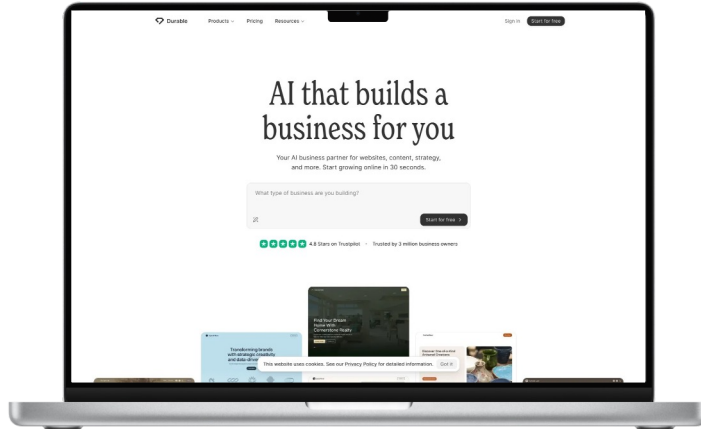 Durable
Products
Pricing
Resources
Sign in
Start for free
AI that builds a
business for you
Your AI business partner for websites, content, strategy,
and more. Start growing online in 30 seconds.
What type of business are you building?
Start for free
4.8 Stars on Trustpilot
Trusted by 3 million business owners
Find Your Dream
Home With
Cornerstone Realty
Transforming brands
with strategic creativity
and data-drive
This website uses cookies. See our Privacy Policy for detailed information.
Got it